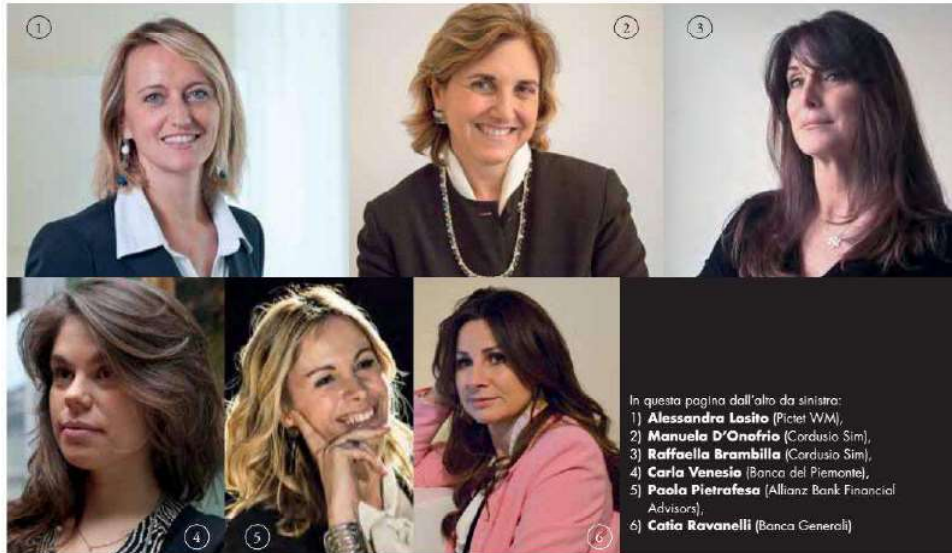 1
2
3
4
5
6
In questa pagina dall'alto da sinistra:
1) Alessandra Losito (Pictet WM),
2) Manuela D'Onofrio (Cordusio Sim),
3) Raffaella Brambilla (Cordusio Sim),
4) Carla Venesio (Banca del Piemonte),
5) Paola Pietrafesa (Allianz Bank Financial
Advisors),
6) Catia Ravanelli (Banca Generali)